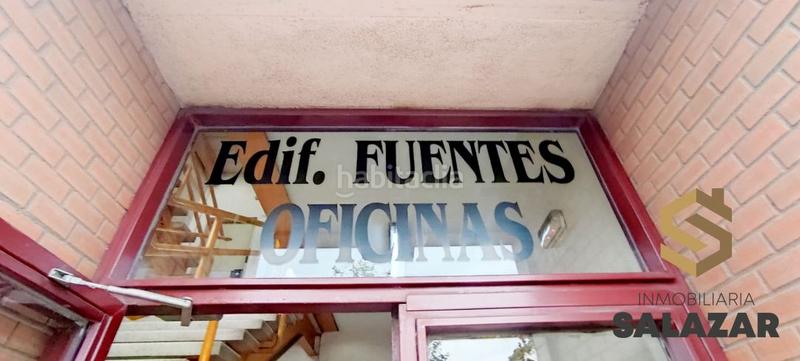 Edif. FUENTES
habitaclia
OFICINAS
INMOBILIARIA
SALAZAR